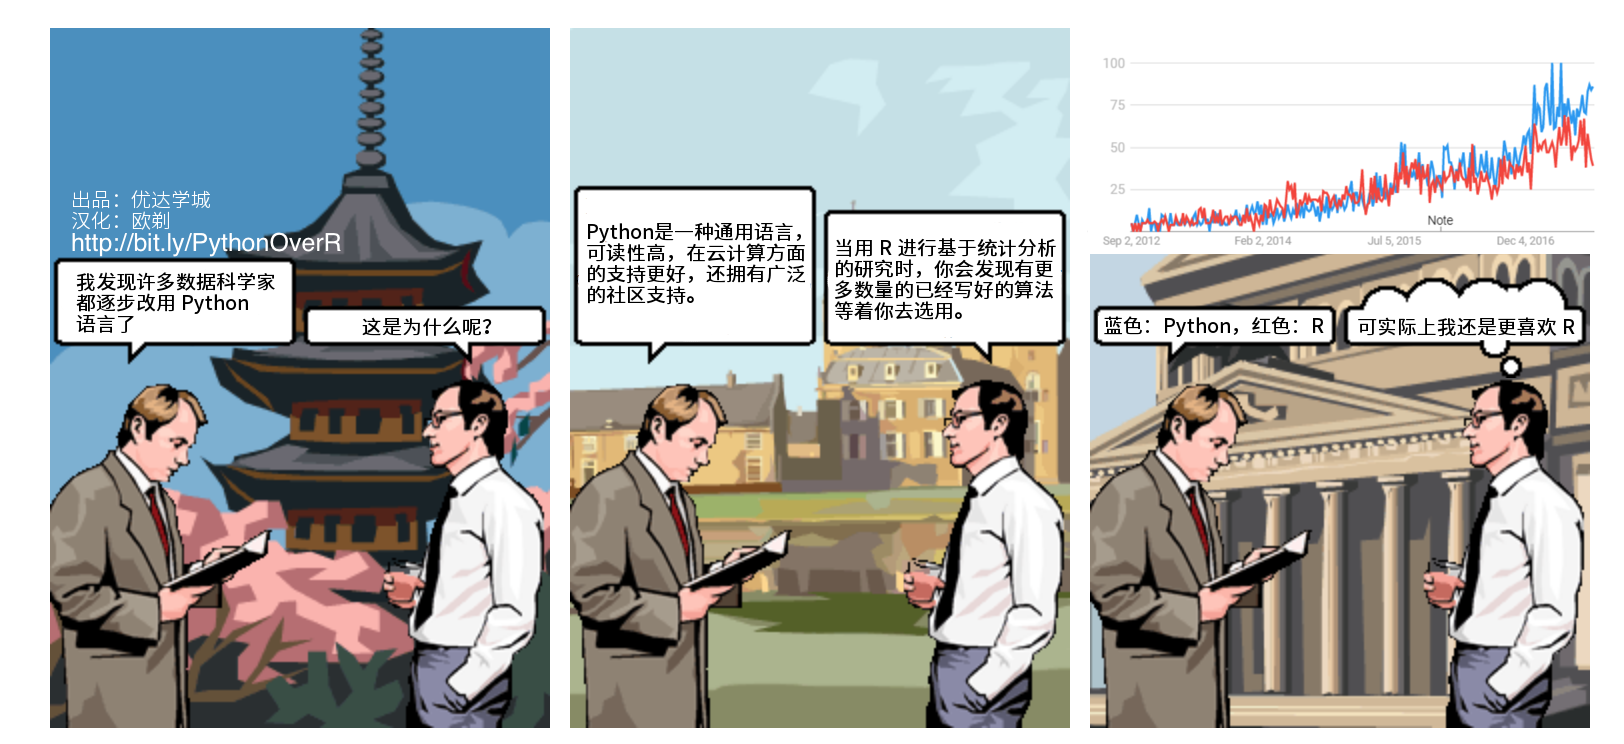 出品：优达学城
汉化：欧剃
http://bit.ly/PythonOverR
我发现许多数据科学家
都逐步改用 Python
语言了
这是为什么呢？
Python是一种通用语言，
可读性高，在云计算方面
的支持更好，还拥有广泛
的社区支持。
当用 R 进行基于统计分析
的研究时，你会发现有更
多数量的已经写好的算法
等着你去选用。
100
75
50
25
Note
Sep 2, 2012
Feb 2, 2014
Jul 5, 2015
Dec 4, 2016
蓝色：Python，红色：R
可实际上我还是更喜欢 R